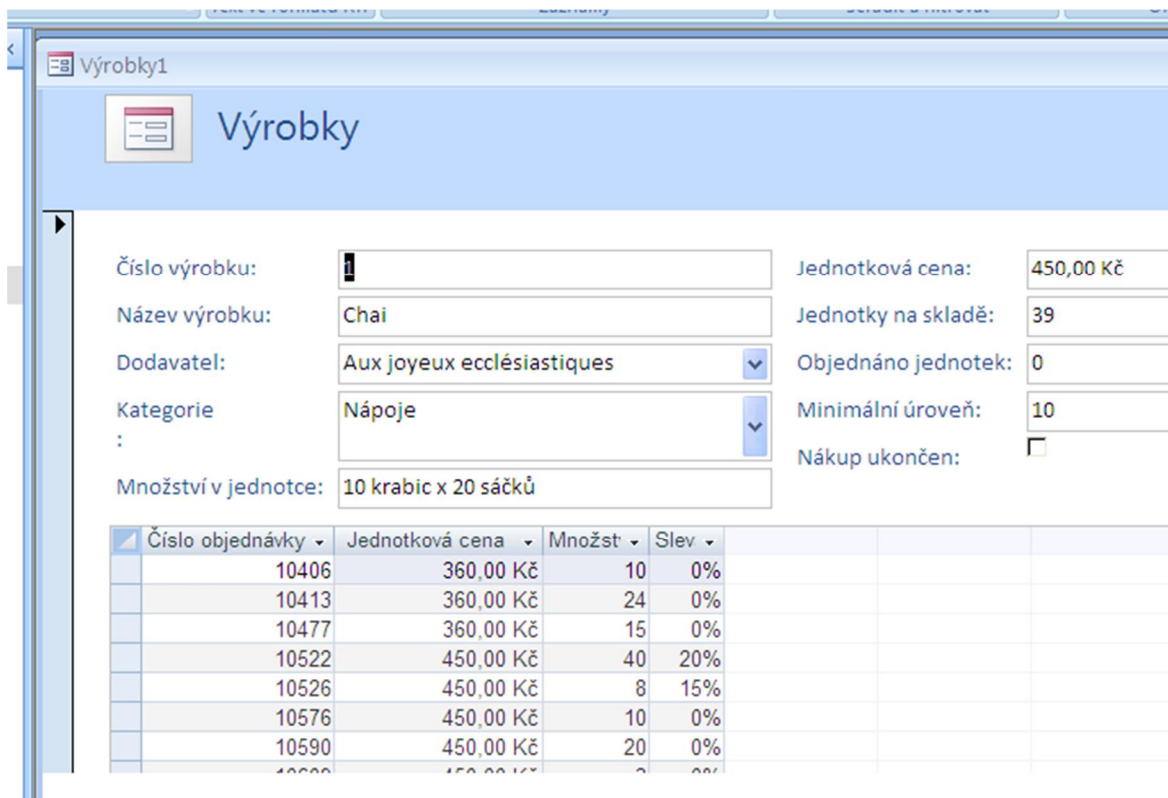 Výrobky1
Výrobky
Číslo výrobku: 1
Název výrobku: Chai
Dodavatel: Aux joyeux ecclésiastiques
Kategorie : Nápoje
Množství v jednotce: 10 krabic x 20 sáčků
Jednotková cena: 450,00 Kč
Jednotky na skladě: 39
Objednáno jednotek: 0
Minimální úroveň: 10
Nákup ukončen:
Číslo objednávky Jednotková cena Množst Slev
10406 360,00 Kč 10 0%
10413 360,00 Kč 24 0%
10477 360,00 Kč 15 0%
10522 450,00 Kč 40 20%
10526 450,00 Kč 8 15%
10576 450,00 Kč 10 0%
10590 450,00 Kč 20 0%